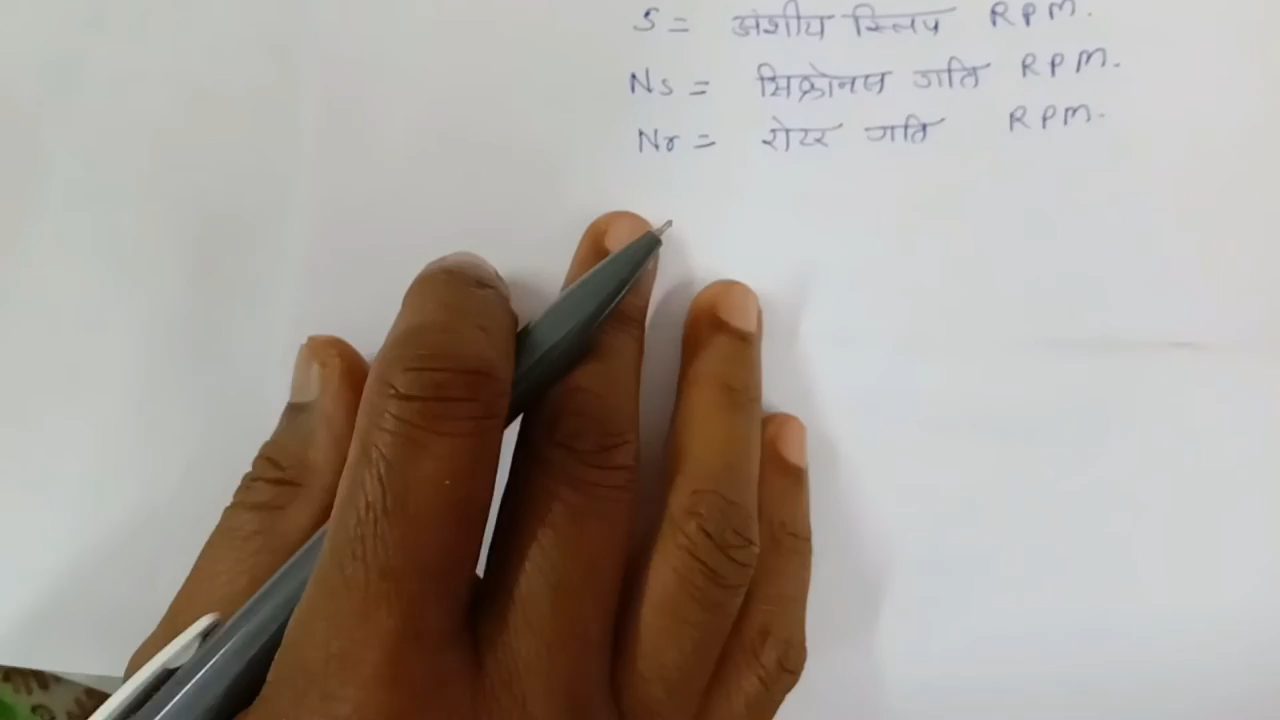 S = अंशीय स्लिप RPM.
Ns = सिक्रोनस गति RPM.
Nr = रोटर गति RPM.